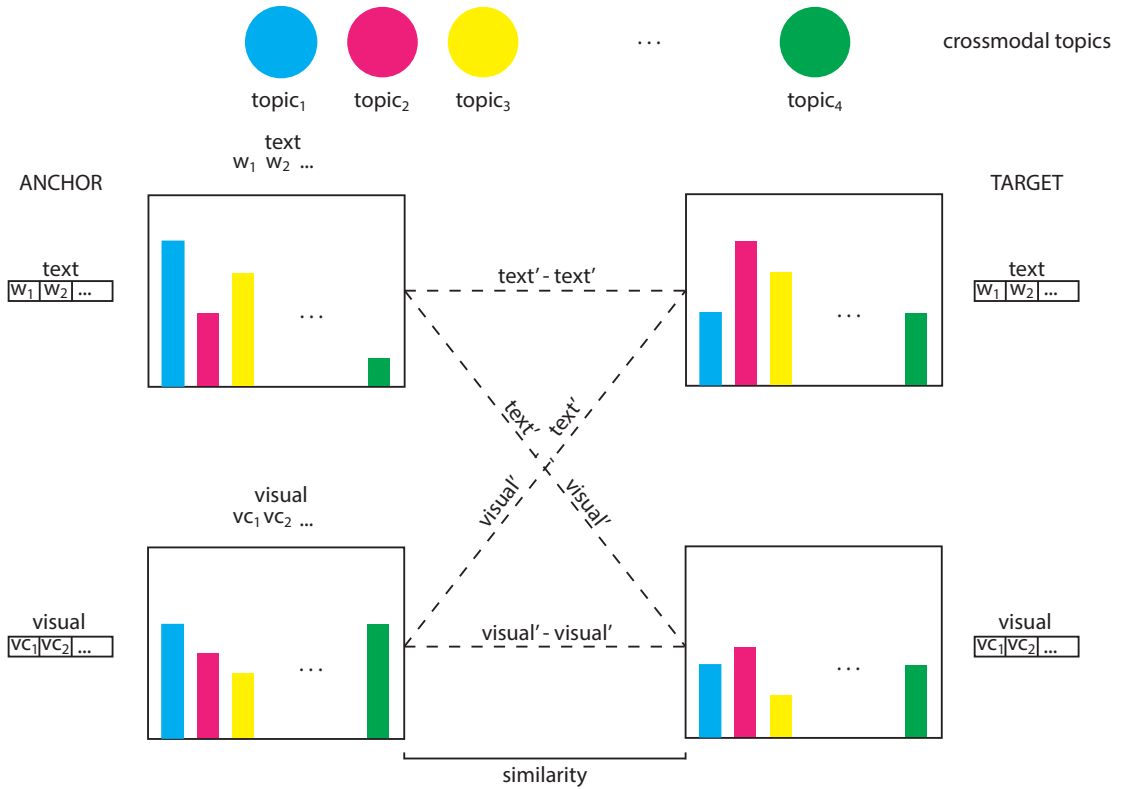 ... crossmodal topics
topic₁ topic₂ topic₃ topic₄
text
w₁ w₂ ...
ANCHOR TARGET
text text
w₁ w₂ ... w₁ w₂ ...
text' - text'
... ...
text' text'
visual' visual'
visual
vc₁ vc₂ ...
visual visual
vc₁ vc₂ ... vc₁ vc₂ ...
visual' - visual'
... ...
similarity